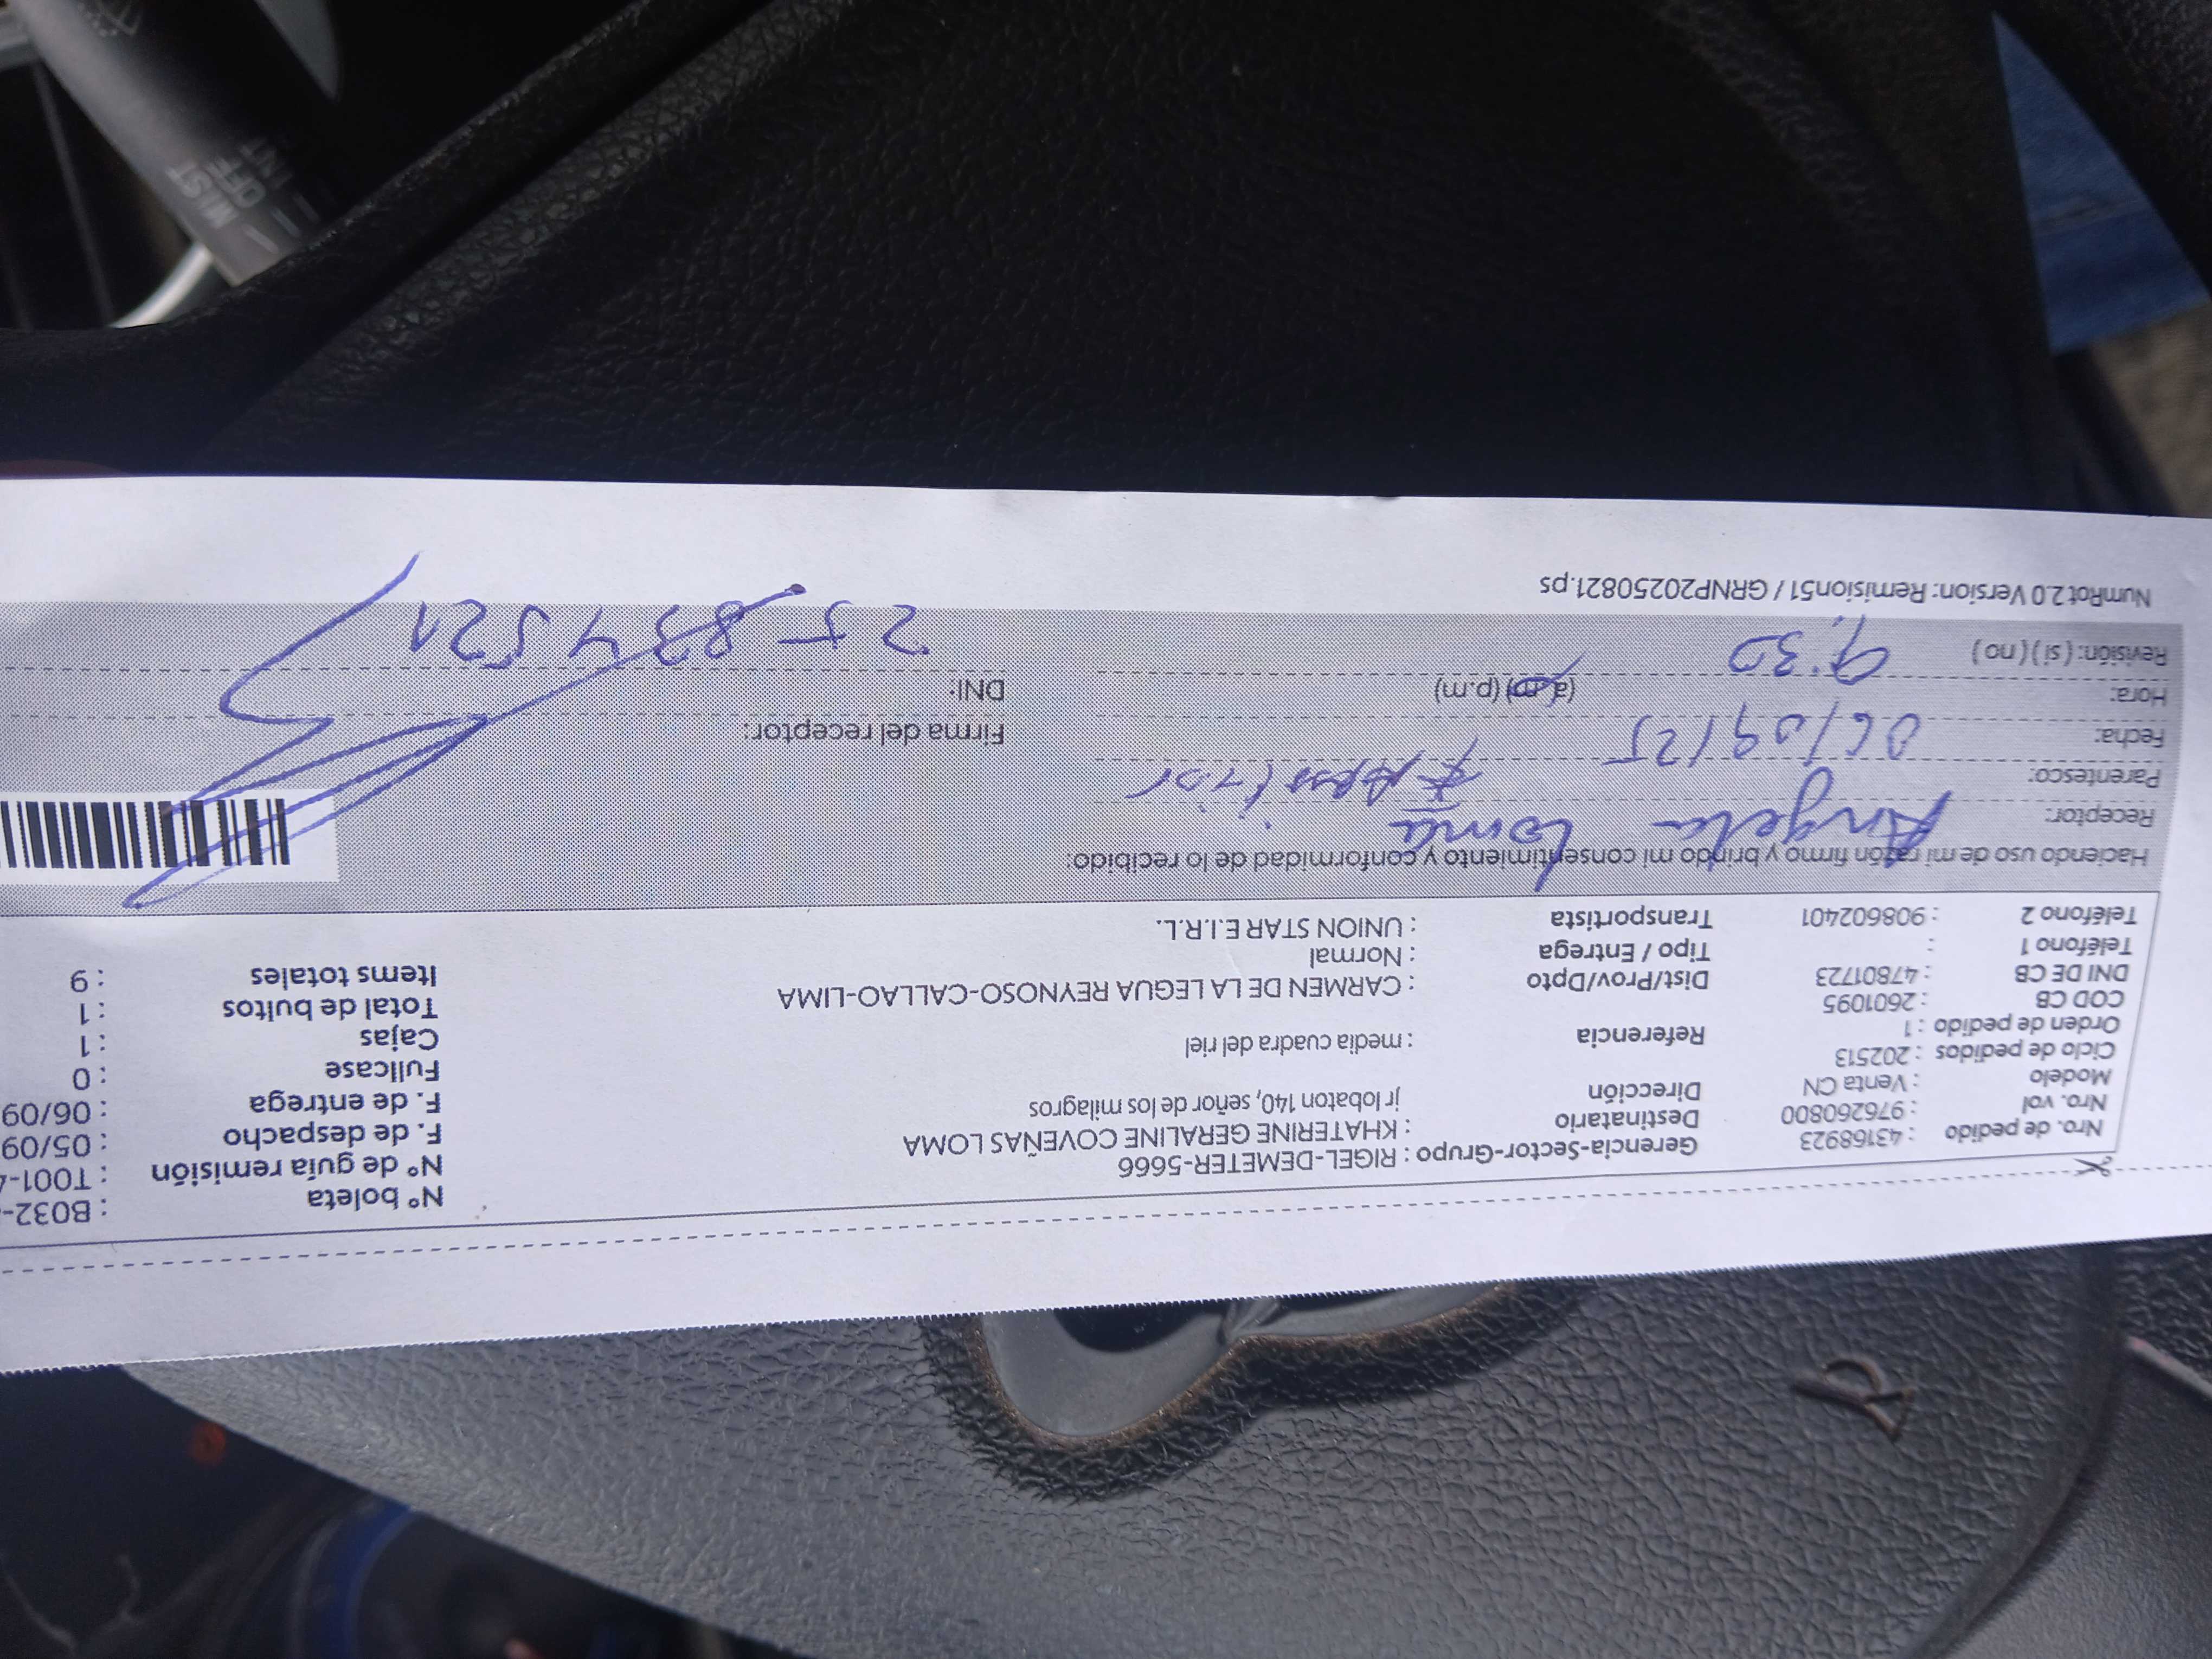 Nro. de pedido : 43168923 Gerencia-Sector-Grupo : RIGEL-DEMETER-5666 N° boleta : B032-
Nro. vol : 976260800 Destinatario : KHATERINE GERALINE COVEÑAS LOMA N° de guía remisión : T001-
Modelo : Venta CN Dirección jr lobaton 140, señor de los milagros F. de despacho : 05/09
Ciclo de pedidos : 202513 F. de entrega : 06/09
Orden de pedido : 1 Referencia : media cuadra del riel Fullcase : 0
COD CB : 2601095 Cajas : 1
DNI DE CB : 47801723 Dist/Prov/Dpto : CARMEN DE LA LEGUA REYNOSO-CALLAO-LIMA Total de bultos : 1
Teléfono 1 : Tipo / Entrega : Normal Items totales : 9
Teléfono 2 : 908602401 Transportista : UNION STAR E.I.R.L.
Haciendo uso de mi razón firmo y brindo mi consentimiento y conformidad de lo recibido:
Receptor: Angela Loma
Parentesco:
Fecha: 06/09/25 Firma del receptor:
Hora: 9:30 (a.m) (p.m) DNI: 25834521
Revisión: ( si ) ( no )
NumRot 2.0 Version: Remision51 / GRNP20250821.ps
MIST
OFF